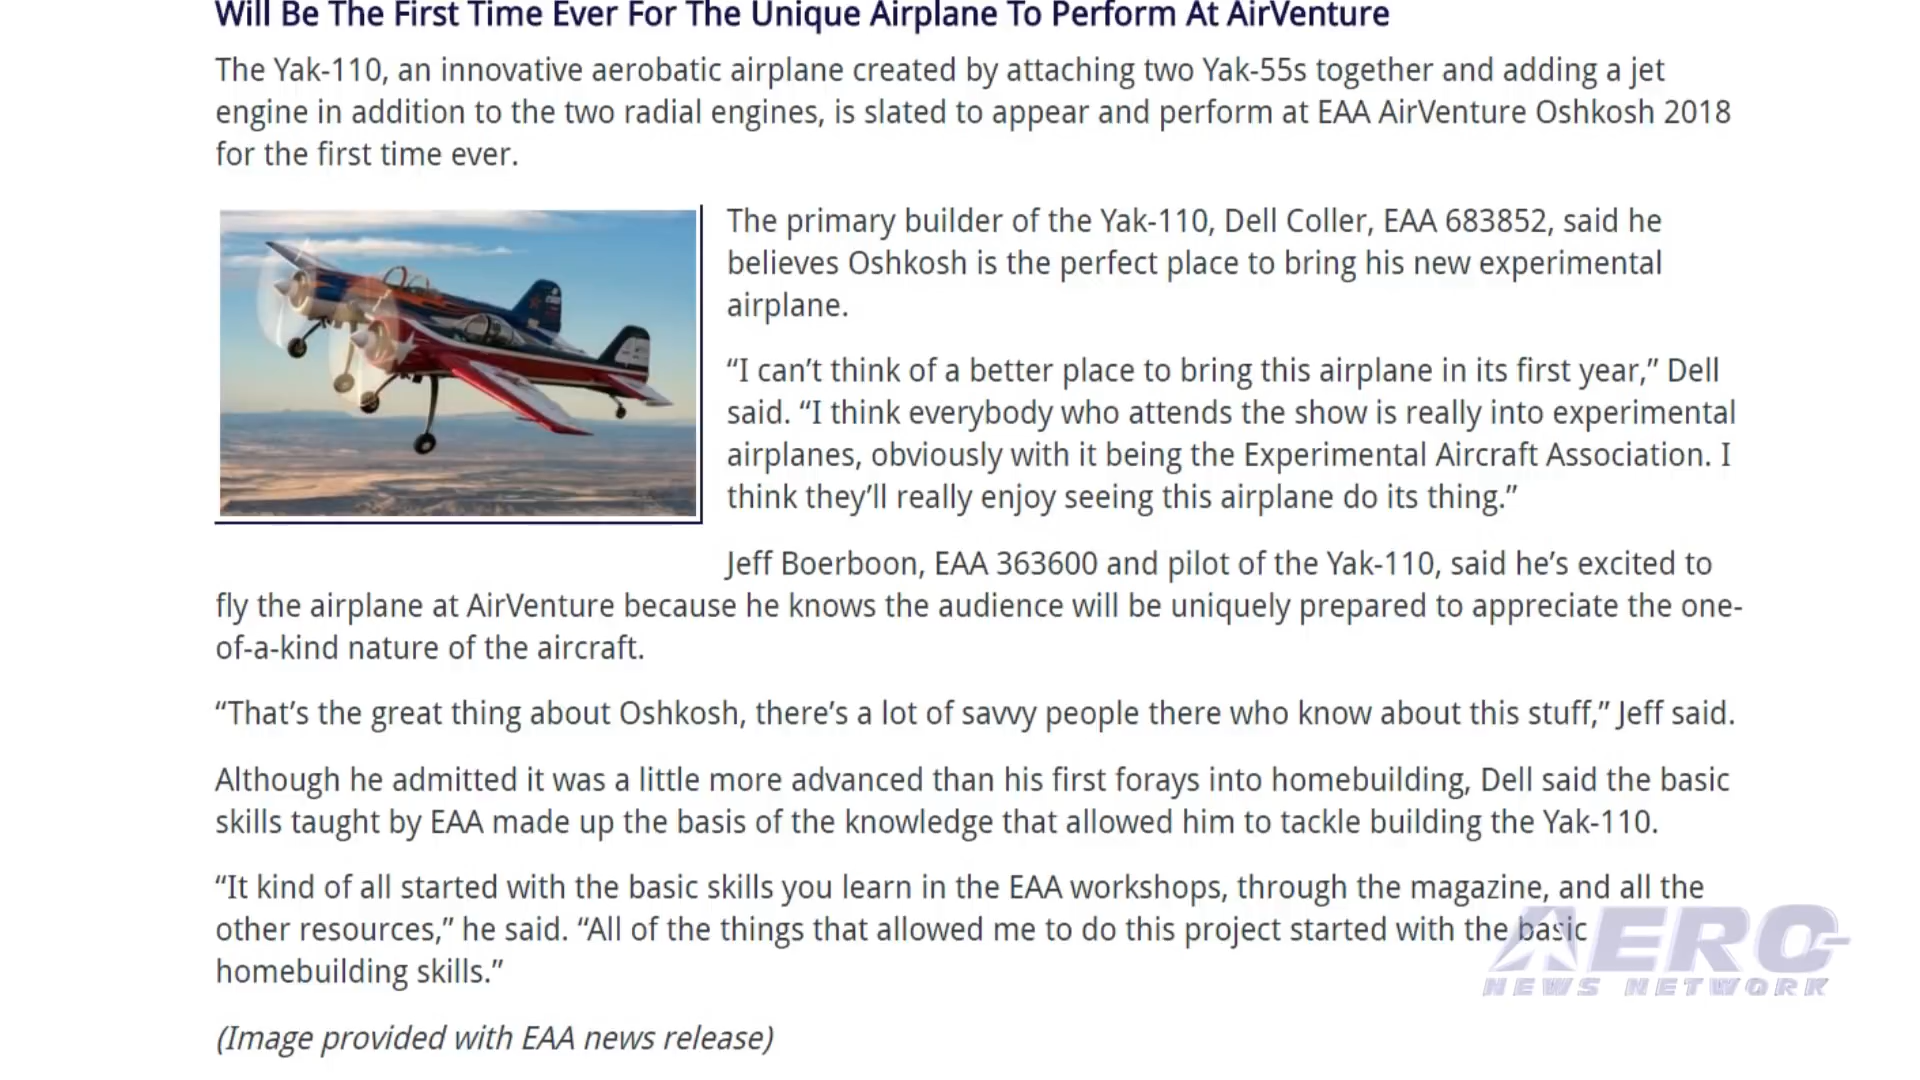 Will Be The First Time Ever For The Unique Airplane To Perform At AirVenture
The Yak-110, an innovative aerobatic airplane created by attaching two Yak-55s together and adding a jet
engine in addition to the two radial engines, is slated to appear and perform at EAA AirVenture Oshkosh 2018
for the first time ever.
The primary builder of the Yak-110, Dell Coller, EAA 683852, said he
believes Oshkosh is the perfect place to bring his new experimental
airplane.
“I can’t think of a better place to bring this airplane in its first year,” Dell
said. “I think everybody who attends the show is really into experimental
airplanes, obviously with it being the Experimental Aircraft Association. I
think they’ll really enjoy seeing this airplane do its thing.”
Jeff Boerboon, EAA 363600 and pilot of the Yak-110, said he’s excited to
fly the airplane at AirVenture because he knows the audience will be uniquely prepared to appreciate the one-
of-a-kind nature of the aircraft.
“That’s the great thing about Oshkosh, there’s a lot of savvy people there who know about this stuff,” Jeff said.
Although he admitted it was a little more advanced than his first forays into homebuilding, Dell said the basic
skills taught by EAA made up the basis of the knowledge that allowed him to tackle building the Yak-110.
“It kind of all started with the basic skills you learn in the EAA workshops, through the magazine, and all the
other resources,” he said. “All of the things that allowed me to do this project started with the basic
homebuilding skills.”
(Image provided with EAA news release)
AERO
NEWS NETWORK